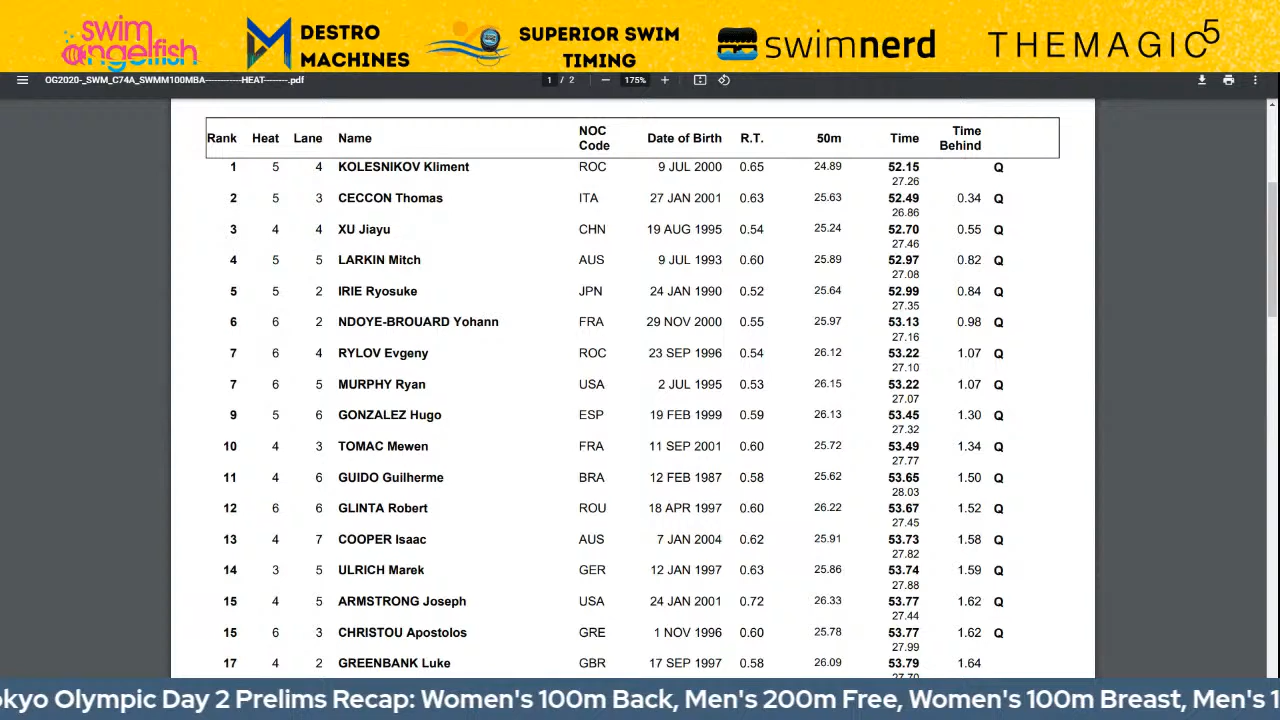 swim angelfish
DESTRO MACHINES
SUPERIOR SWIM TIMING
swimnerd
THEMAGIC5
OG2020-_SWM_C74A_SWMM100MBA-----------HEAT--------.pdf 1 / 2 − 175% +
Rank Heat Lane Name NOC Code Date of Birth R.T. 50m Time Time Behind
1 5 4 KOLESNIKOV Kliment ROC 9 JUL 2000 0.65 24.89 52.15 Q
27.26
2 5 3 CECCON Thomas ITA 27 JAN 2001 0.63 25.63 52.49 0.34 Q
26.86
3 4 4 XU Jiayu CHN 19 AUG 1995 0.54 25.24 52.70 0.55 Q
27.46
4 5 5 LARKIN Mitch AUS 9 JUL 1993 0.60 25.89 52.97 0.82 Q
27.08
5 5 2 IRIE Ryosuke JPN 24 JAN 1990 0.52 25.64 52.99 0.84 Q
27.35
6 6 2 NDOYE-BROUARD Yohann FRA 29 NOV 2000 0.55 25.97 53.13 0.98 Q
27.16
7 6 4 RYLOV Evgeny ROC 23 SEP 1996 0.54 26.12 53.22 1.07 Q
27.10
7 6 5 MURPHY Ryan USA 2 JUL 1995 0.53 26.15 53.22 1.07 Q
27.07
9 5 6 GONZALEZ Hugo ESP 19 FEB 1999 0.59 26.13 53.45 1.30 Q
27.32
10 4 3 TOMAC Mewen FRA 11 SEP 2001 0.60 25.72 53.49 1.34 Q
27.77
11 4 6 GUIDO Guilherme BRA 12 FEB 1987 0.58 25.62 53.65 1.50 Q
28.03
12 6 6 GLINTA Robert ROU 18 APR 1997 0.60 26.22 53.67 1.52 Q
27.45
13 4 7 COOPER Isaac AUS 7 JAN 2004 0.62 25.91 53.73 1.58 Q
27.82
14 3 5 ULRICH Marek GER 12 JAN 1997 0.63 25.86 53.74 1.59 Q
27.88
15 4 5 ARMSTRONG Joseph USA 24 JAN 2001 0.72 26.33 53.77 1.62 Q
27.44
15 6 3 CHRISTOU Apostolos GRE 1 NOV 1996 0.60 25.78 53.77 1.62 Q
27.99
17 4 2 GREENBANK Luke GBR 17 SEP 1997 0.58 26.09 53.79 1.64
27.70
okyo Olympic Day 2 Prelims Recap: Women's 100m Back, Men's 200m Free, Women's 100m Breast, Men's 1